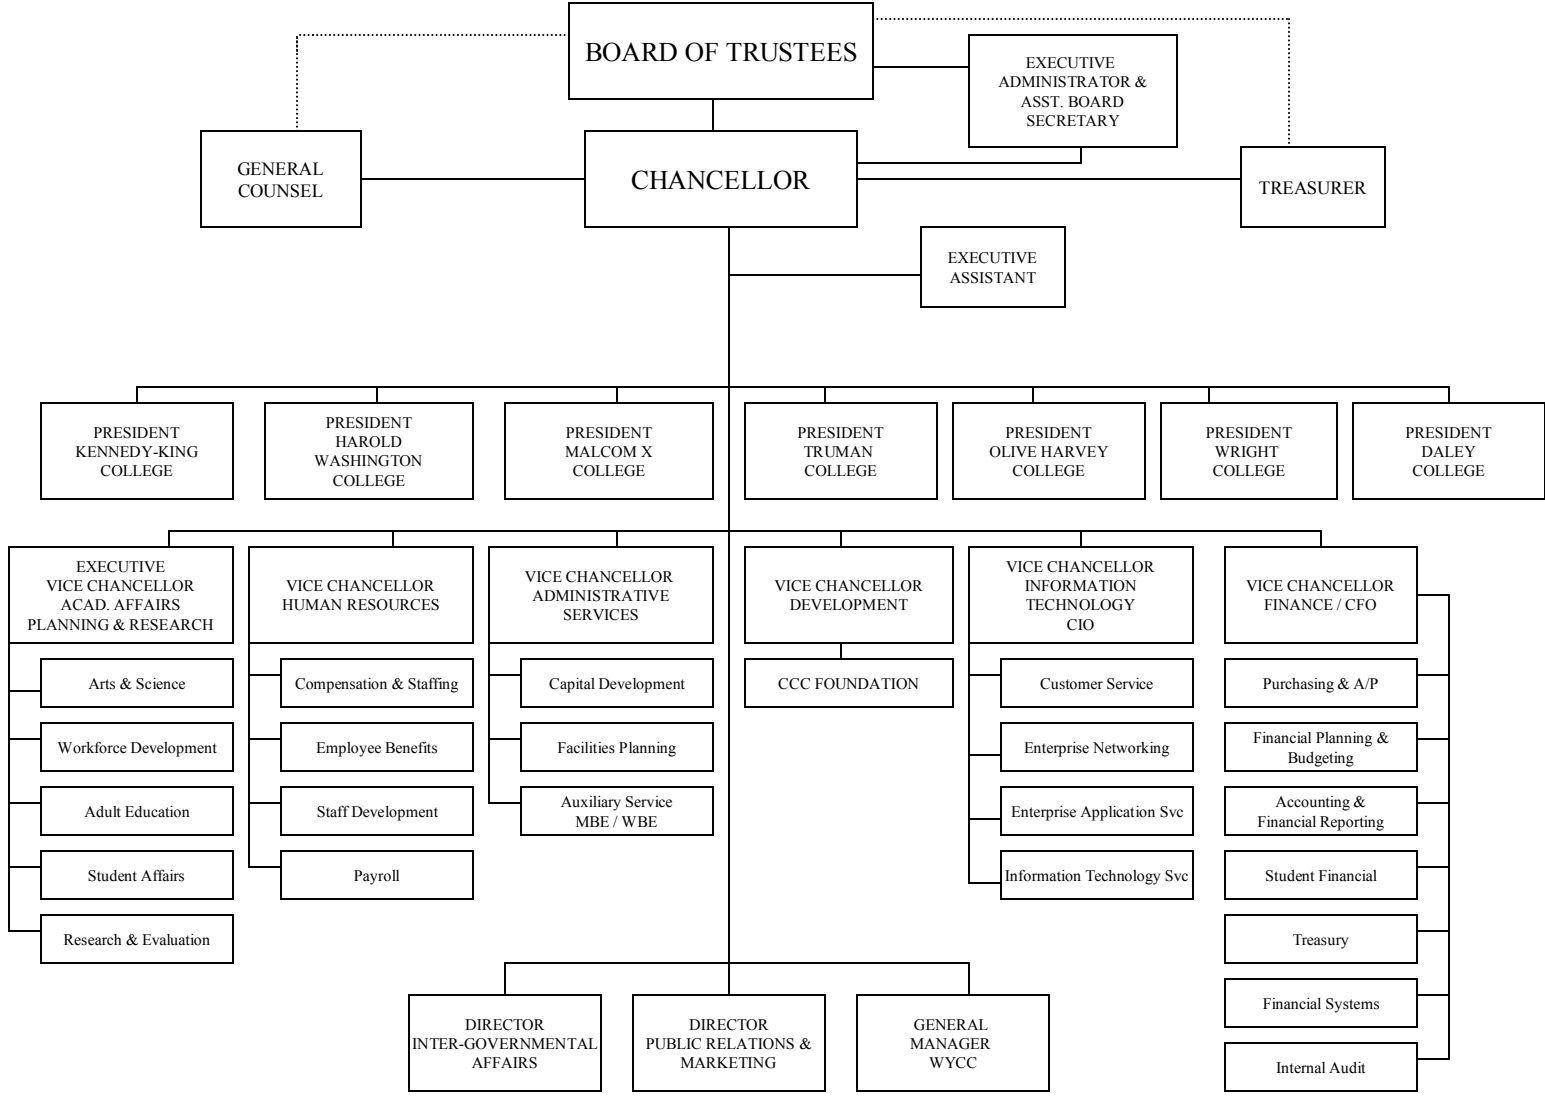 BOARD OF TRUSTEES
EXECUTIVE
ADMINISTRATOR &
ASST. BOARD
SECRETARY
GENERAL
COUNSEL
CHANCELLOR
TREASURER
EXECUTIVE
ASSISTANT
PRESIDENT
KENNEDY-KING
COLLEGE
PRESIDENT
HAROLD
WASHINGTON
COLLEGE
PRESIDENT
MALCOM X
COLLEGE
PRESIDENT
TRUMAN
COLLEGE
PRESIDENT
OLIVE HARVEY
COLLEGE
PRESIDENT
WRIGHT
COLLEGE
PRESIDENT
DALEY
COLLEGE
EXECUTIVE
VICE CHANCELLOR
ACAD. AFFAIRS
PLANNING & RESEARCH
Arts & Science
Workforce Development
Adult Education
Student Affairs
Research & Evaluation
VICE CHANCELLOR
HUMAN RESOURCES
Compensation & Staffing
Employee Benefits
Staff Development
Payroll
VICE CHANCELLOR
ADMINISTRATIVE
SERVICES
Capital Development
Facilities Planning
Auxiliary Service
MBE / WBE
VICE CHANCELLOR
DEVELOPMENT
CCC FOUNDATION
VICE CHANCELLOR
INFORMATION
TECHNOLOGY
CIO
Customer Service
Enterprise Networking
Enterprise Application Svc
Information Technology Svc
VICE CHANCELLOR
FINANCE / CFO
Purchasing & A/P
Financial Planning &
Budgeting
Accounting &
Financial Reporting
Student Financial
Treasury
Financial Systems
Internal Audit
DIRECTOR
INTER-GOVERNMENTAL
AFFAIRS
DIRECTOR
PUBLIC RELATIONS &
MARKETING
GENERAL
MANAGER
WYCC